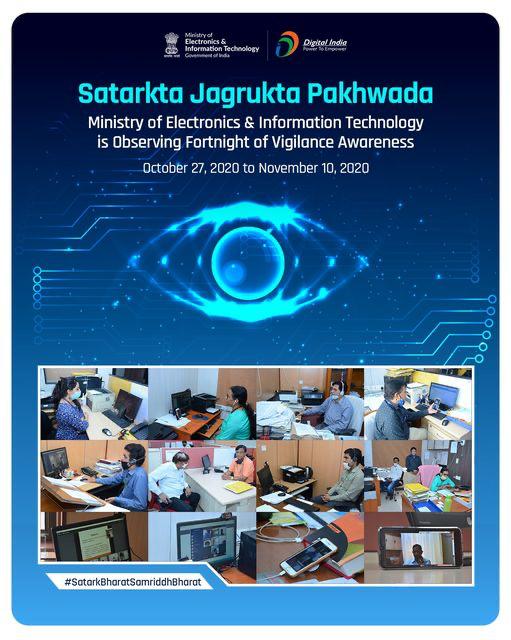 Ministry of
Electronics &
Information Technology
Government of India
Digital India
Power To Empower
Satarkta Jagrukta Pakhwada
Ministry of Electronics & Information Technology
is Observing Fortnight of Vigilance Awareness
October 27, 2020 to November 10, 2020
#SatarkBharatSamriddhBharat